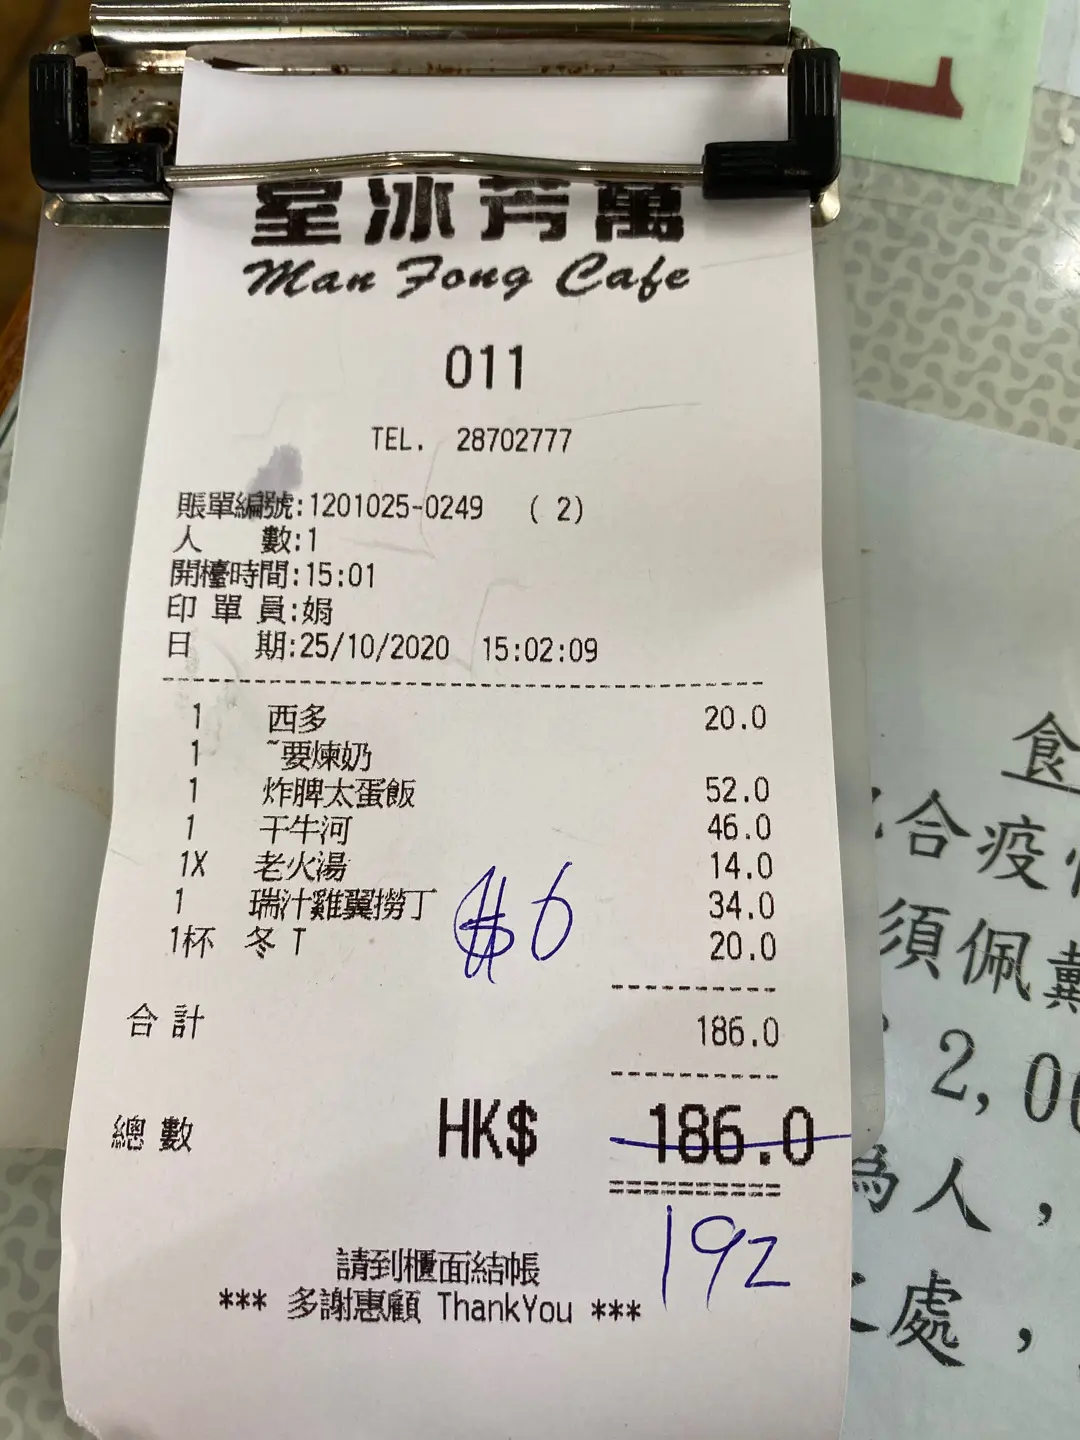 室冰芳萬
Man Fong Cafe
011
TEL. 28702777
賬單編號:1201025-0249 ( 2)
人 數:1
開檯時間:15:01
印單員:娟
日 期:25/10/2020 15:02:09
1 西多 20.0
1 ~要煉奶
1 炸脾太蛋飯 52.0
1 干牛河 46.0
1X 老火湯 14.0
1 瑞汁雞翼撈丁 34.0
1杯 冬T 20.0
$6
合計 186.0
總數 HK$ 186.0
192
請到櫃面結帳
*** 多謝惠顧 ThankYou ***
1
食
合疫
須佩戴
2,00
為人，
處，